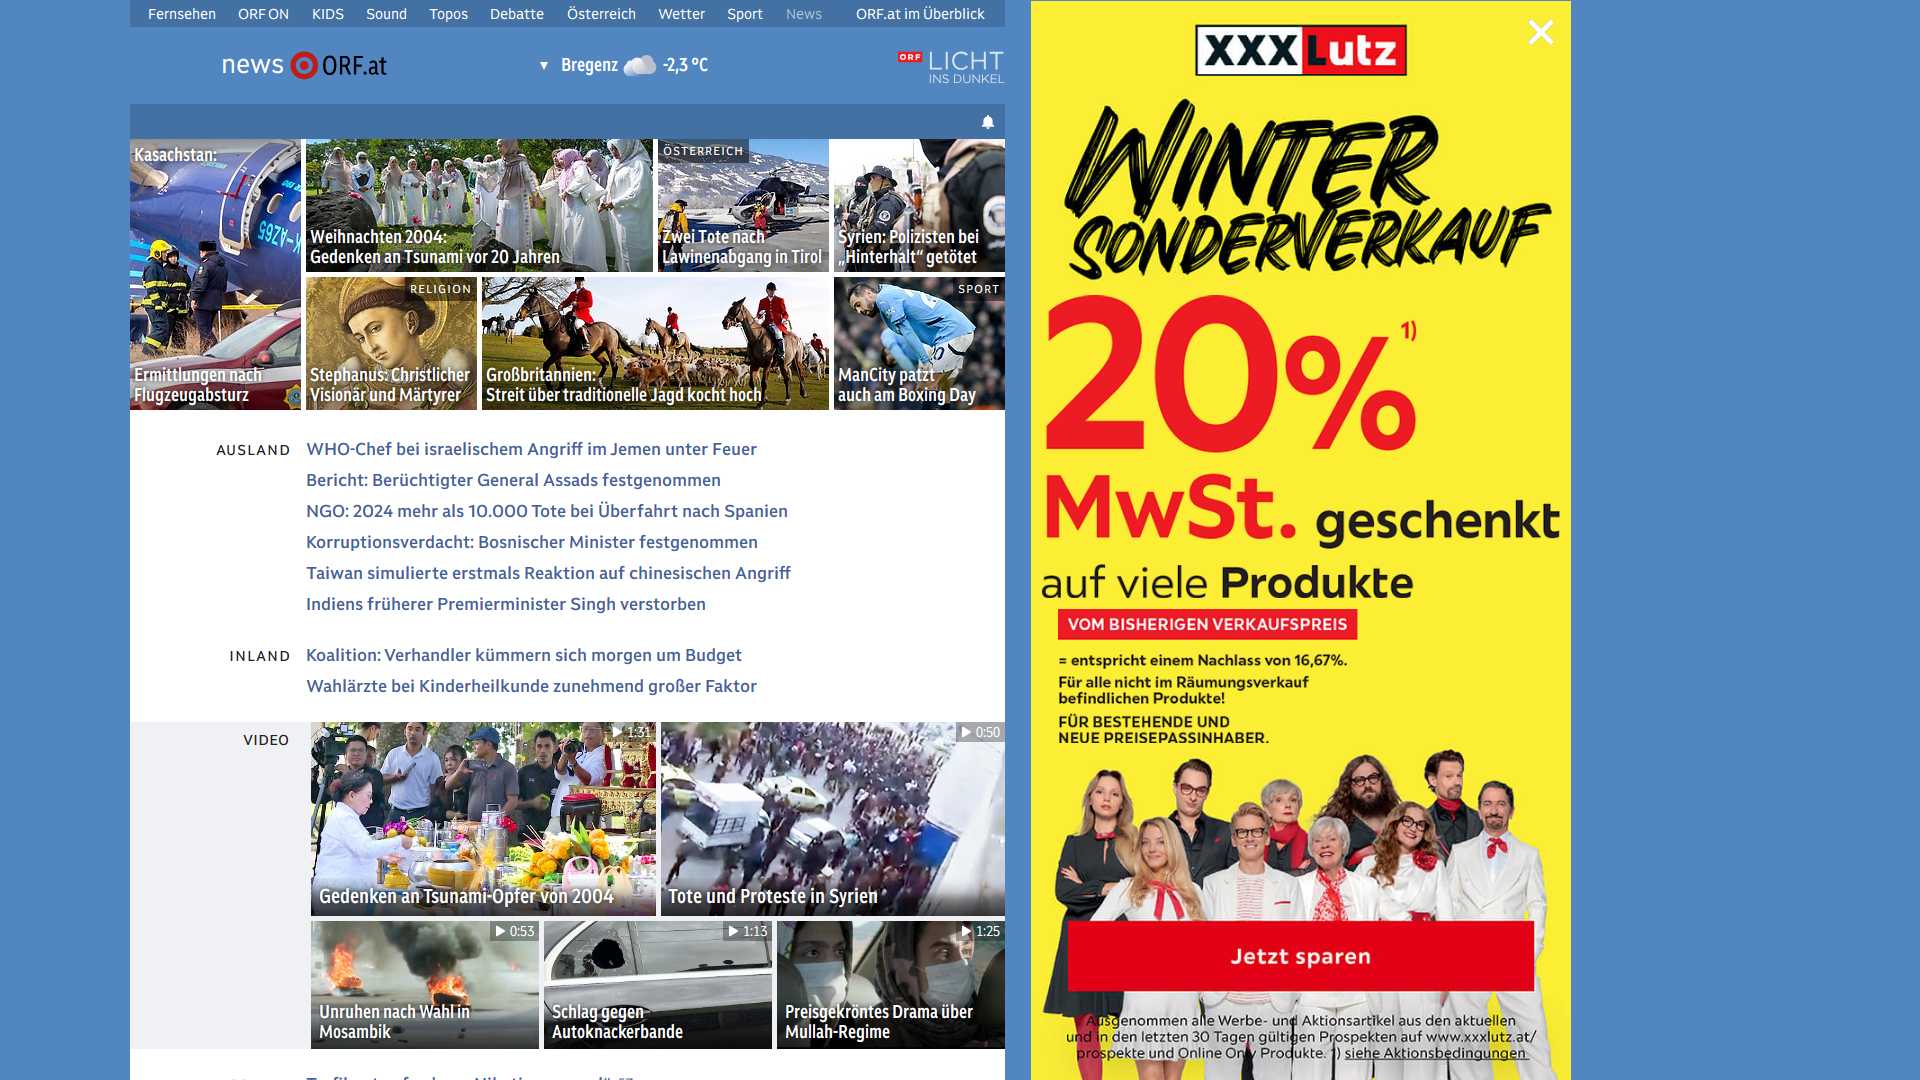 Fernsehen ORF ON KIDS Sound Topos Debatte Österreich Wetter Sport News ORF.at im Überblick
news ORF.at
▼ Bregenz -2,3 °C
ORF LICHT
INS DUNKEL
Kasachstan:
Ermittlungen nach
Flugzeugabsturz
Weihnachten 2004:
Gedenken an Tsunami vor 20 Jahren
ÖSTERREICH
Zwei Tote nach
Lawinenabgang in Tirol
Syrien: Polizisten bei
„Hinterhalt“ getötet
RELIGION
Stephanus: Christlicher
Visionär und Märtyrer
Großbritannien:
Streit über traditionelle Jagd kocht hoch
SPORT
ManCity patzt
auch am Boxing Day
AUSLAND
WHO-Chef bei israelischem Angriff im Jemen unter Feuer
Bericht: Berüchtigter General Assads festgenommen
NGO: 2024 mehr als 10.000 Tote bei Überfahrt nach Spanien
Korruptionsverdacht: Bosnischer Minister festgenommen
Taiwan simulierte erstmals Reaktion auf chinesischen Angriff
Indiens früherer Premierminister Singh verstorben
INLAND
Koalition: Verhandler kümmern sich morgen um Budget
Wahlärzte bei Kinderheilkunde zunehmend großer Faktor
VIDEO
1:31
Gedenken an Tsunami-Opfer von 2004
0:50
Tote und Proteste in Syrien
0:53
Unruhen nach Wahl in
Mosambik
1:13
Schlag gegen
Autoknackerbande
1:25
Preisgekröntes Drama über
Mullah-Regime
XXXLutz
WINTER
SONDERVERKAUF
20% 1)
MwSt. geschenkt
auf viele Produkte
VOM BISHERIGEN VERKAUFSPREIS
= entspricht einem Nachlass von 16,67%.
Für alle nicht im Räumungsverkauf
befindlichen Produkte!
FÜR BESTEHENDE UND
NEUE PREISEPASSINHABER.
Jetzt sparen
Ausgenommen alle Werbe- und Aktionsartikel aus den aktuellen
und in den letzten 30 Tagen gültigen Prospekten auf www.xxxlutz.at/
prospekte und Online Only Produkte. 1) siehe Aktionsbedingungen